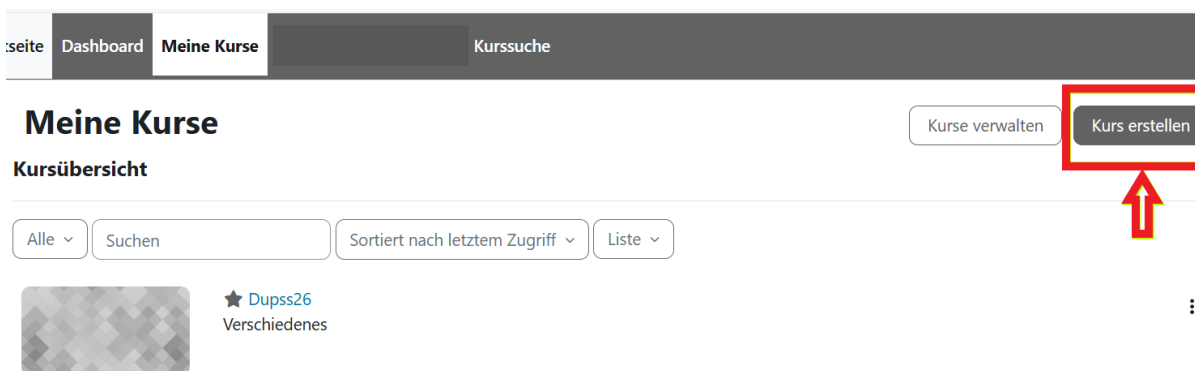 tseite Dashboard Meine Kurse Kurssuche
Meine Kurse
Kurse verwalten Kurs erstellen
Kursübersicht
Alle Suchen Sortiert nach letztem Zugriff Liste
Dupss26
Verschiedenes